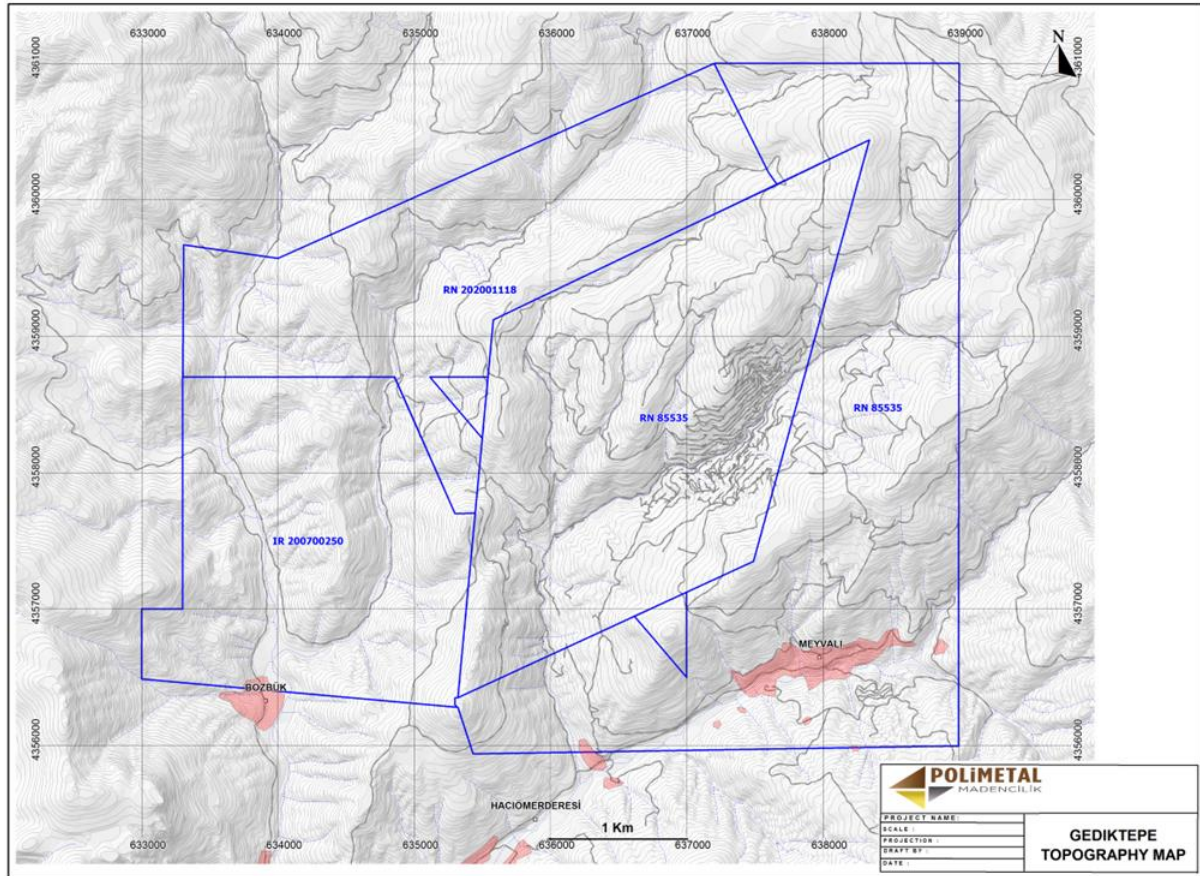 633000 634000 635000 636000 637000 638000 639000
N
4361000 4361000
4360000 4360000
RN 202001118
4359000 4359000
RN 85535 RN 85535
4358000 4358000
IR 200700250
4357000 4357000
MEYVALI
BOZBÜK
4356000 4356000
HACIÖMERDERESİ
1 Km
633000 634000 635000 636000 637000 638000
POLİMETAL
MADENCİLİK
PROJECT NAME:
SCALE :
PROJECTION :
DRAFT BY :
DATE :
GEDIKTEPE
TOPOGRAPHY MAP